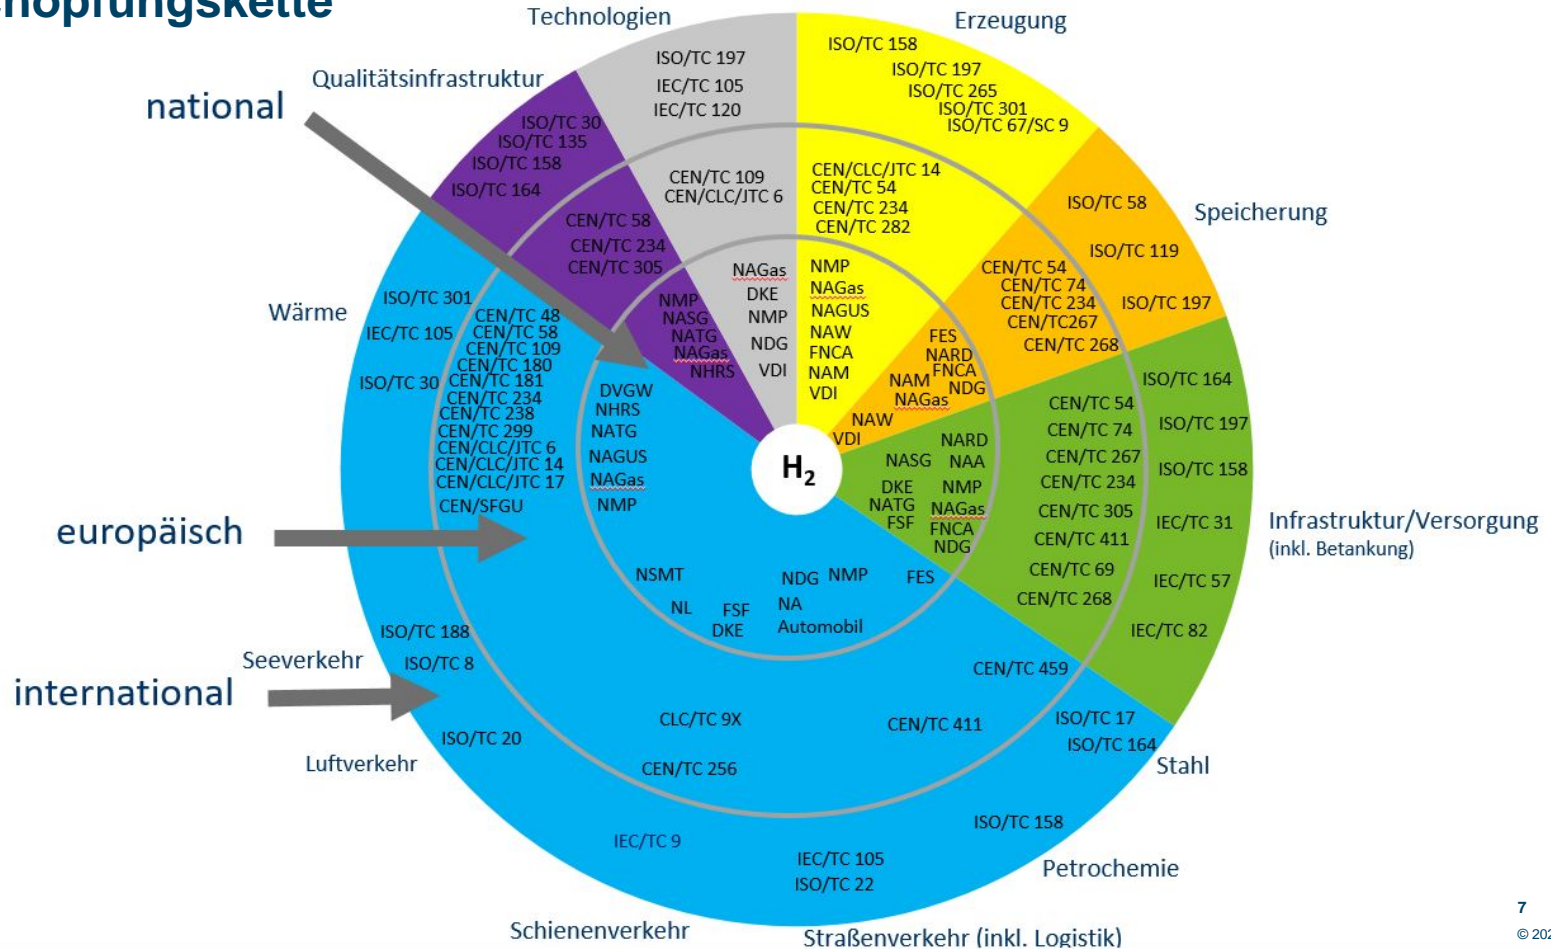 höpfungskette
Technologien
Erzeugung
Qualitätsinfrastruktur
Speicherung
Wärme
Infrastruktur/Versorgung
(inkl. Betankung)
Seeverkehr
Luftverkehr
Stahl
Petrochemie
Schienenverkehr
Straßenverkehr (inkl. Logistik)
national
europäisch
international
ISO/TC 197
IEC/TC 105
IEC/TC 120
CEN/TC 109
CEN/CLC/JTC 6
NAGas
DKE
NMP
NDG
VDI
ISO/TC 158
ISO/TC 197
ISO/TC 265
ISO/TC 301
ISO/TC 67/SC 9
CEN/CLC/JTC 14
CEN/TC 54
CEN/TC 234
CEN/TC 282
NMP
NAGas
NAGUS
NAW
FNCA
NAM
VDI
ISO/TC 58
ISO/TC 119
ISO/TC 197
CEN/TC 54
CEN/TC 74
CEN/TC 234
CEN/TC267
CEN/TC 268
FES
NARD
FNCA
NAM
NDG
NAGas
NAW
VDI
ISO/TC 164
ISO/TC 197
ISO/TC 158
IEC/TC 31
IEC/TC 57
IEC/TC 82
CEN/TC 54
CEN/TC 74
CEN/TC 267
CEN/TC 234
CEN/TC 305
CEN/TC 411
CEN/TC 69
CEN/TC 268
NARD
NASG NAA
DKE NMP
NATG NAGas
FSF FNCA
NDG
ISO/TC 30
ISO/TC 135
ISO/TC 158
ISO/TC 164
CEN/TC 58
CEN/TC 234
CEN/TC 305
NMP
NASG
NATG
NAGas
NHRS
ISO/TC 301
IEC/TC 105
ISO/TC 30
CEN/TC 48
CEN/TC 58
CEN/TC 109
CEN/TC 180
CEN/TC 181
CEN/TC 234
CEN/TC 238
CEN/TC 299
CEN/CLC/JTC 6
CEN/CLC/JTC 14
CEN/CLC/JTC 17
CEN/SFGU
DVGW
NHRS
NATG
NAGUS
NAGas
NMP
H2
NSMT
NL
FSF
DKE
NDG NMP
NA
Automobil
FES
ISO/TC 188
ISO/TC 8
ISO/TC 20
CLC/TC 9X
CEN/TC 256
IEC/TC 9
IEC/TC 105
ISO/TC 22
CEN/TC 459
CEN/TC 411
ISO/TC 17
ISO/TC 164
ISO/TC 158
7
© 202